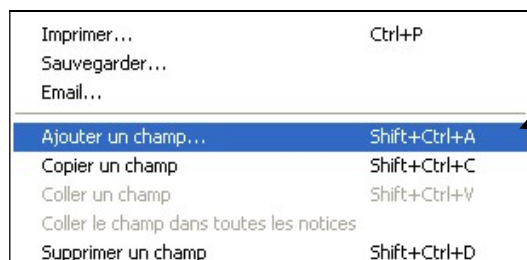 Imprimer... Ctrl+P
Sauvegarder...
Email...
Ajouter un champ... Shift+Ctrl+A
Copier un champ Shift+Ctrl+C
Coller un champ Shift+Ctrl+V
Coller le champ dans toutes les notices
Supprimer un champ Shift+Ctrl+D